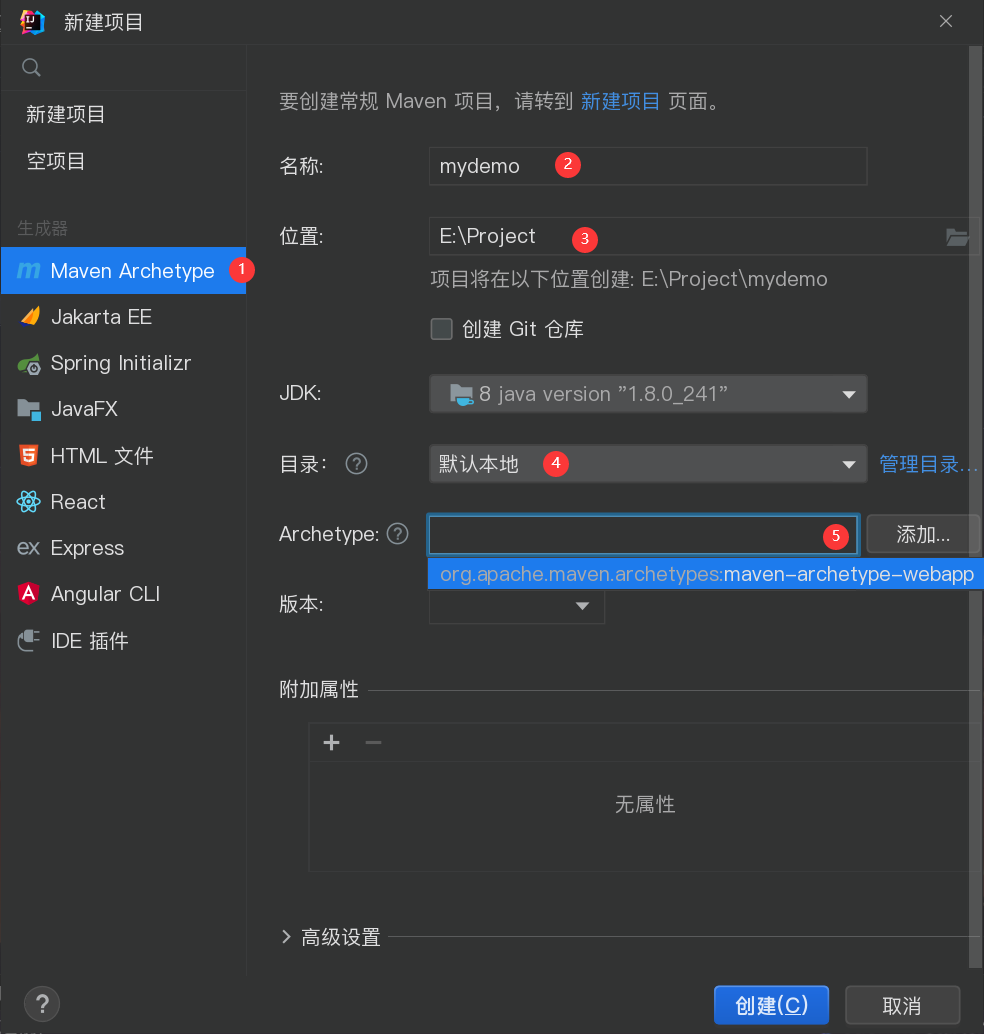 新建项目
新建项目
空项目
生成器
Maven Archetype 1
Jakarta EE
Spring Initializr
JavaFX
HTML 文件
React
ex Express
Angular CLI
IDE 插件
要创建常规 Maven 项目，请转到 新建项目 页面。
名称: mydemo 2
位置: E:\Project 3
项目将在以下位置创建: E:\Project\mydemo
创建 Git 仓库
JDK: 8 java version "1.8.0_241"
目录: ? 默认本地 4 管理目录...
Archetype: ? 5 添加...
org.apache.maven.archetypes:maven-archetype-webapp
版本:
附加属性
+ −
无属性
高级设置
? 创建(C) 取消